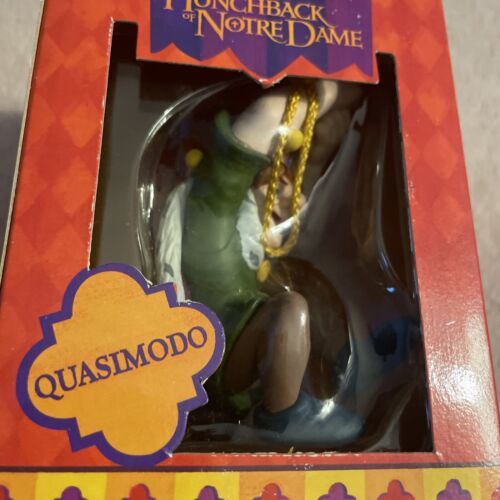 HUNCHBACK
OF NOTRE DAME
QUASIMODO